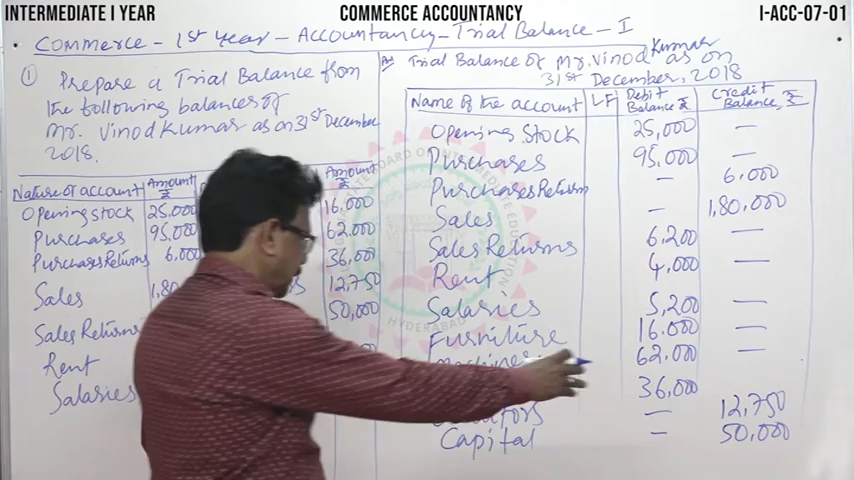 INTERMEDIATE I YEAR
COMMERCE ACCOUNTANCY
I-ACC-07-01
Commerce - 1st year - Accountancy - Trial Balance - I
① Prepare a Trial Balance from
the following balances of
Mr. Vinod Kumar as on 31st December
2018.
Nature of account Amount ₹
Opening stock 25,000
Purchases 95,000
Purchases Returns 6,000
Sales 1,80
Sales Returns
Rent
Salaries
Amount ₹
16,000
62,000
36,000
12,750
50,000
Trial Balance of Mr. Vinod Kumar as on
31st December, 2018
Name of the account LF Debit Balance ₹ Credit Balance, ₹
Opening Stock 25,000 —
Purchases 95,000 —
Purchases Returns — 6,000
Sales — 1,80,000
Sales Returns 6,200 —
Rent 4,000 —
Salaries 5,200 —
Furniture 16,000 —
62,000 —
36,000
— 12,750
Capital — 50,000
HYDERABAD